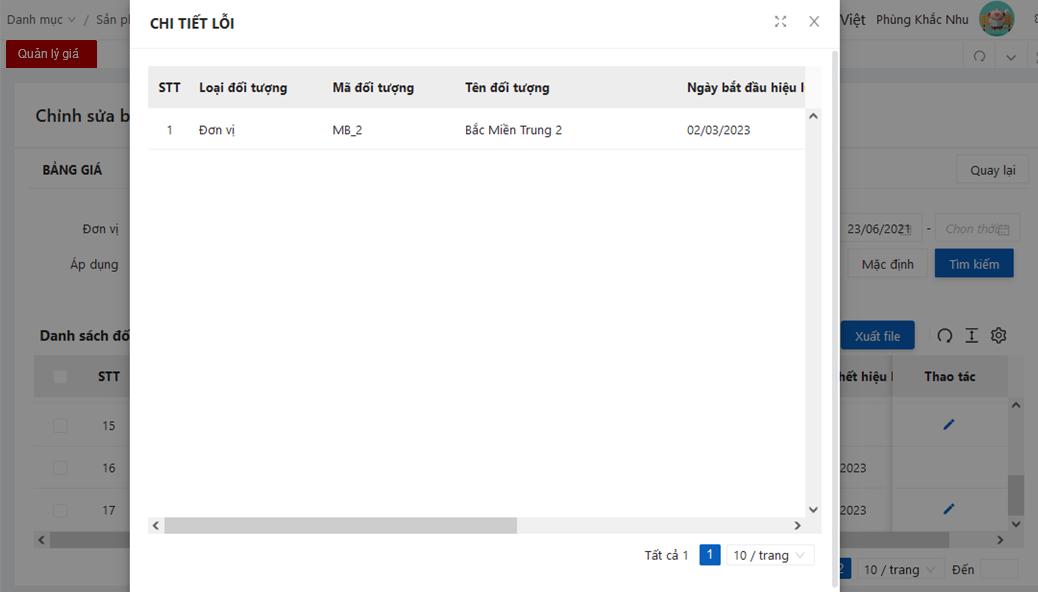 Danh mục / Sản
CHI TIẾT LỖI
Việt Phùng Khắc Nhu
Quản lý giá
STT Loại đối tượng Mã đối tượng Tên đối tượng Ngày bắt đầu hiệu
1 Đơn vị MB_2 Bắc Miền Trung 2 02/03/2023
Chỉnh sửa
BẢNG GIÁ
Quay lại
Đơn vị
23/06/2021 - Chọn thời
Áp dụng
Mặc định Tìm kiếm
Danh sách
Xuất file
STT
hết hiệu
Thao tác
15
16
2023
17
2023
Tất cả 1 1 10 / trang
2 10 / trang Đến